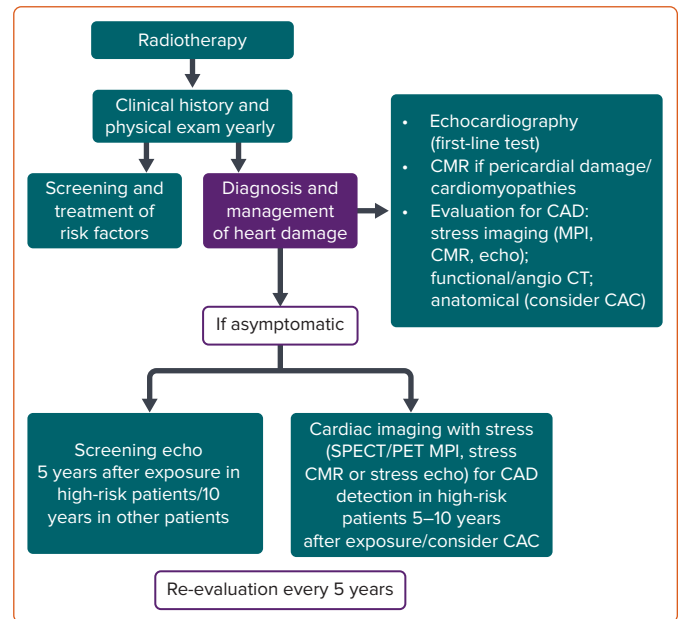 Radiotherapy
Clinical history and
physical exam yearly
Screening and
treatment of
risk factors
Diagnosis and
management
of heart damage
• Echocardiography
(first-line test)
• CMR if pericardial damage/
cardiomyopathies
• Evaluation for CAD:
stress imaging (MPI,
CMR, echo);
functional/angio CT;
anatomical (consider CAC)
If asymptomatic
Screening echo
5 years after exposure in
high-risk patients/10
years in other patients
Cardiac imaging with stress
(SPECT/PET MPI, stress
CMR or stress echo) for CAD
detection in high-risk
patients 5–10 years
after exposure/consider CAC
Re-evaluation every 5 years